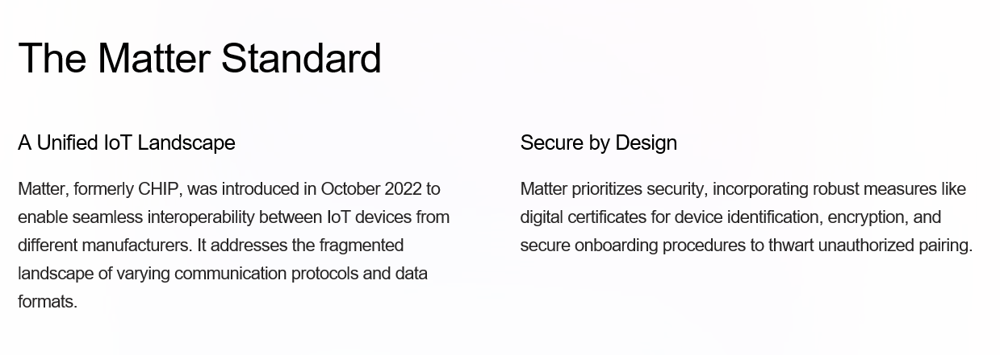 The Matter Standard
A Unified IoT Landscape
Matter, formerly CHIP, was introduced in October 2022 to
enable seamless interoperability between IoT devices from
different manufacturers. It addresses the fragmented
landscape of varying communication protocols and data
formats.
Secure by Design
Matter prioritizes security, incorporating robust measures like
digital certificates for device identification, encryption, and
secure onboarding procedures to thwart unauthorized pairing.